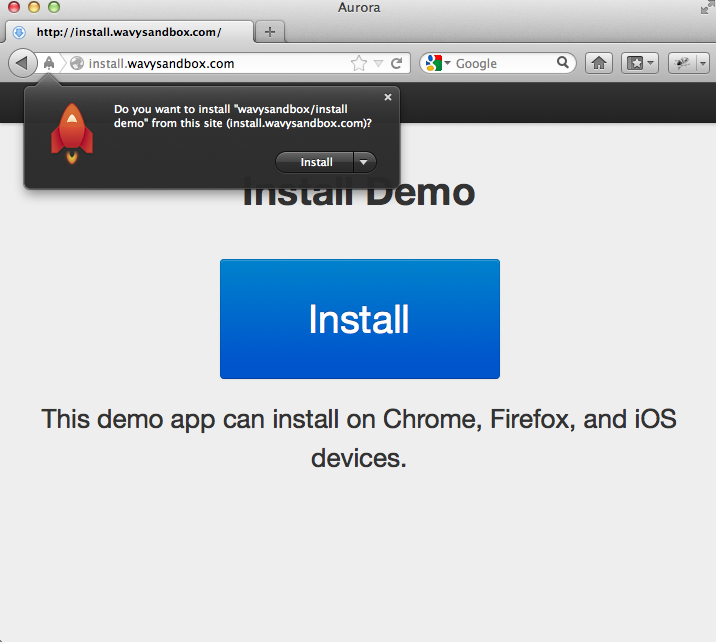 Aurora
http://install.wavysandbox.com/
install.wavysandbox.com
Google
Do you want to install "wavysandbox/install
demo" from this site (install.wavysandbox.com)?
Install
Install Demo
Install
This demo app can install on Chrome, Firefox, and iOS
devices.